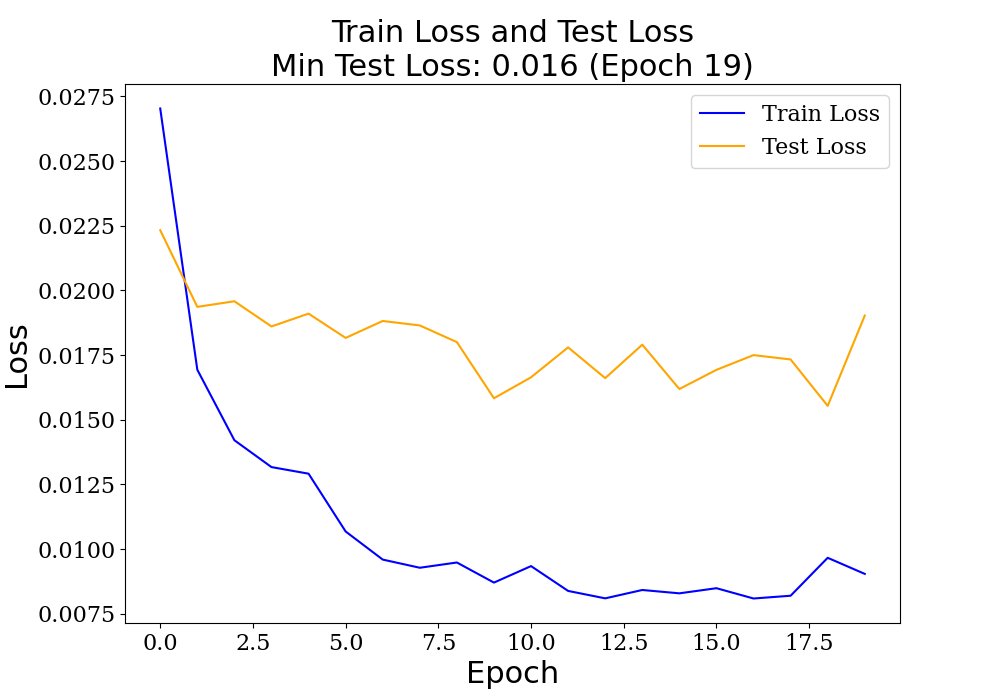 Train Loss and Test Loss
Min Test Loss: 0.016 (Epoch 19)
Train Loss
Test Loss
0.0275
0.0250
0.0225
0.0200
0.0175
0.0150
0.0125
0.0100
0.0075
Loss
0.0 2.5 5.0 7.5 10.0 12.5 15.0 17.5
Epoch